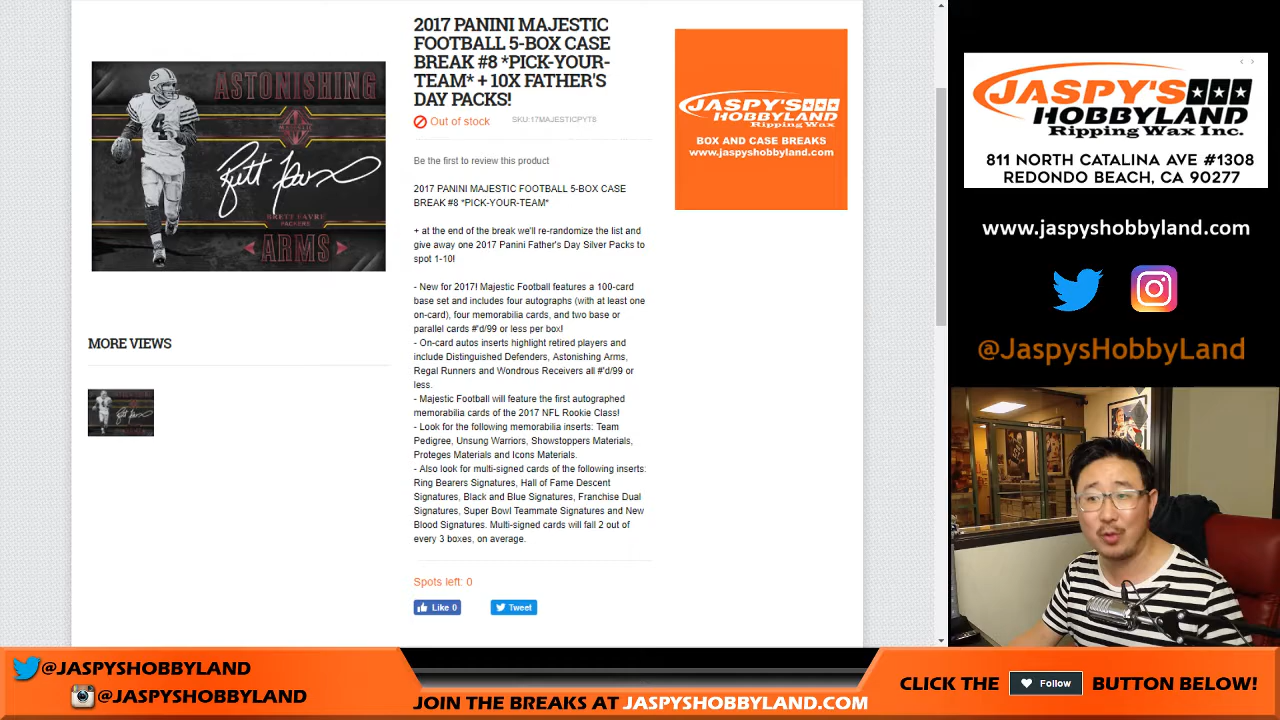 2017 PANINI MAJESTIC
FOOTBALL 5-BOX CASE
BREAK #8 *PICK-YOUR-
TEAM* + 10X FATHER'S
DAY PACKS!
Out of stock
SKU:17MAJESTICPYT8
Be the first to review this product
2017 PANINI MAJESTIC FOOTBALL 5-BOX CASE
BREAK #8 *PICK-YOUR-TEAM*
+ at the end of the break we'll re-randomize the list and
give away one 2017 Panini Father's Day Silver Packs to
spot 1-10!
- New for 2017! Majestic Football features a 100-card
base set and includes four autographs (with at least one
on-card), four memorabilia cards, and two base or
parallel cards #'d/99 or less per box!
- On-card autos inserts highlight retired players and
include Distinguished Defenders, Astonishing Arms,
Regal Runners and Wondrous Receivers all #'d/99 or
less.
- Majestic Football will feature the first autographed
memorabilia cards of the 2017 NFL Rookie Class!
- Look for the following memorabilia inserts: Team
Pedigree, Unsung Warriors, Showstoppers Materials,
Proteges Materials and Icons Materials.
- Also look for multi-signed cards of the following inserts:
Ring Bearers Signatures, Hall of Fame Descent
Signatures, Black and Blue Signatures, Franchise Dual
Signatures, Super Bowl Teammate Signatures and New
Blood Signatures. Multi-signed cards will fall 2 out of
every 3 boxes, on average.
Spots left: 0
Like 0
Tweet
ASTONISHING
MAJESTIC
4
Brett Favre
BRETT FAVRE
PACKERS
ARMS
MORE VIEWS
JASPY'S
HOBBYLAND
Ripping Wax
BOX AND CASE BREAKS
www.jaspyshobbyland.com
JASPY'S
HOBBYLAND
Ripping Wax Inc.
811 NORTH CATALINA AVE #1308
REDONDO BEACH, CA 90277
www.jaspyshobbyland.com
@JaspysHobbyLand
@JASPYSHOBBYLAND
@JASPYSHOBBYLAND
JOIN THE BREAKS AT JASPYSHOBBYLAND.COM
CLICK THE Follow BUTTON BELOW!